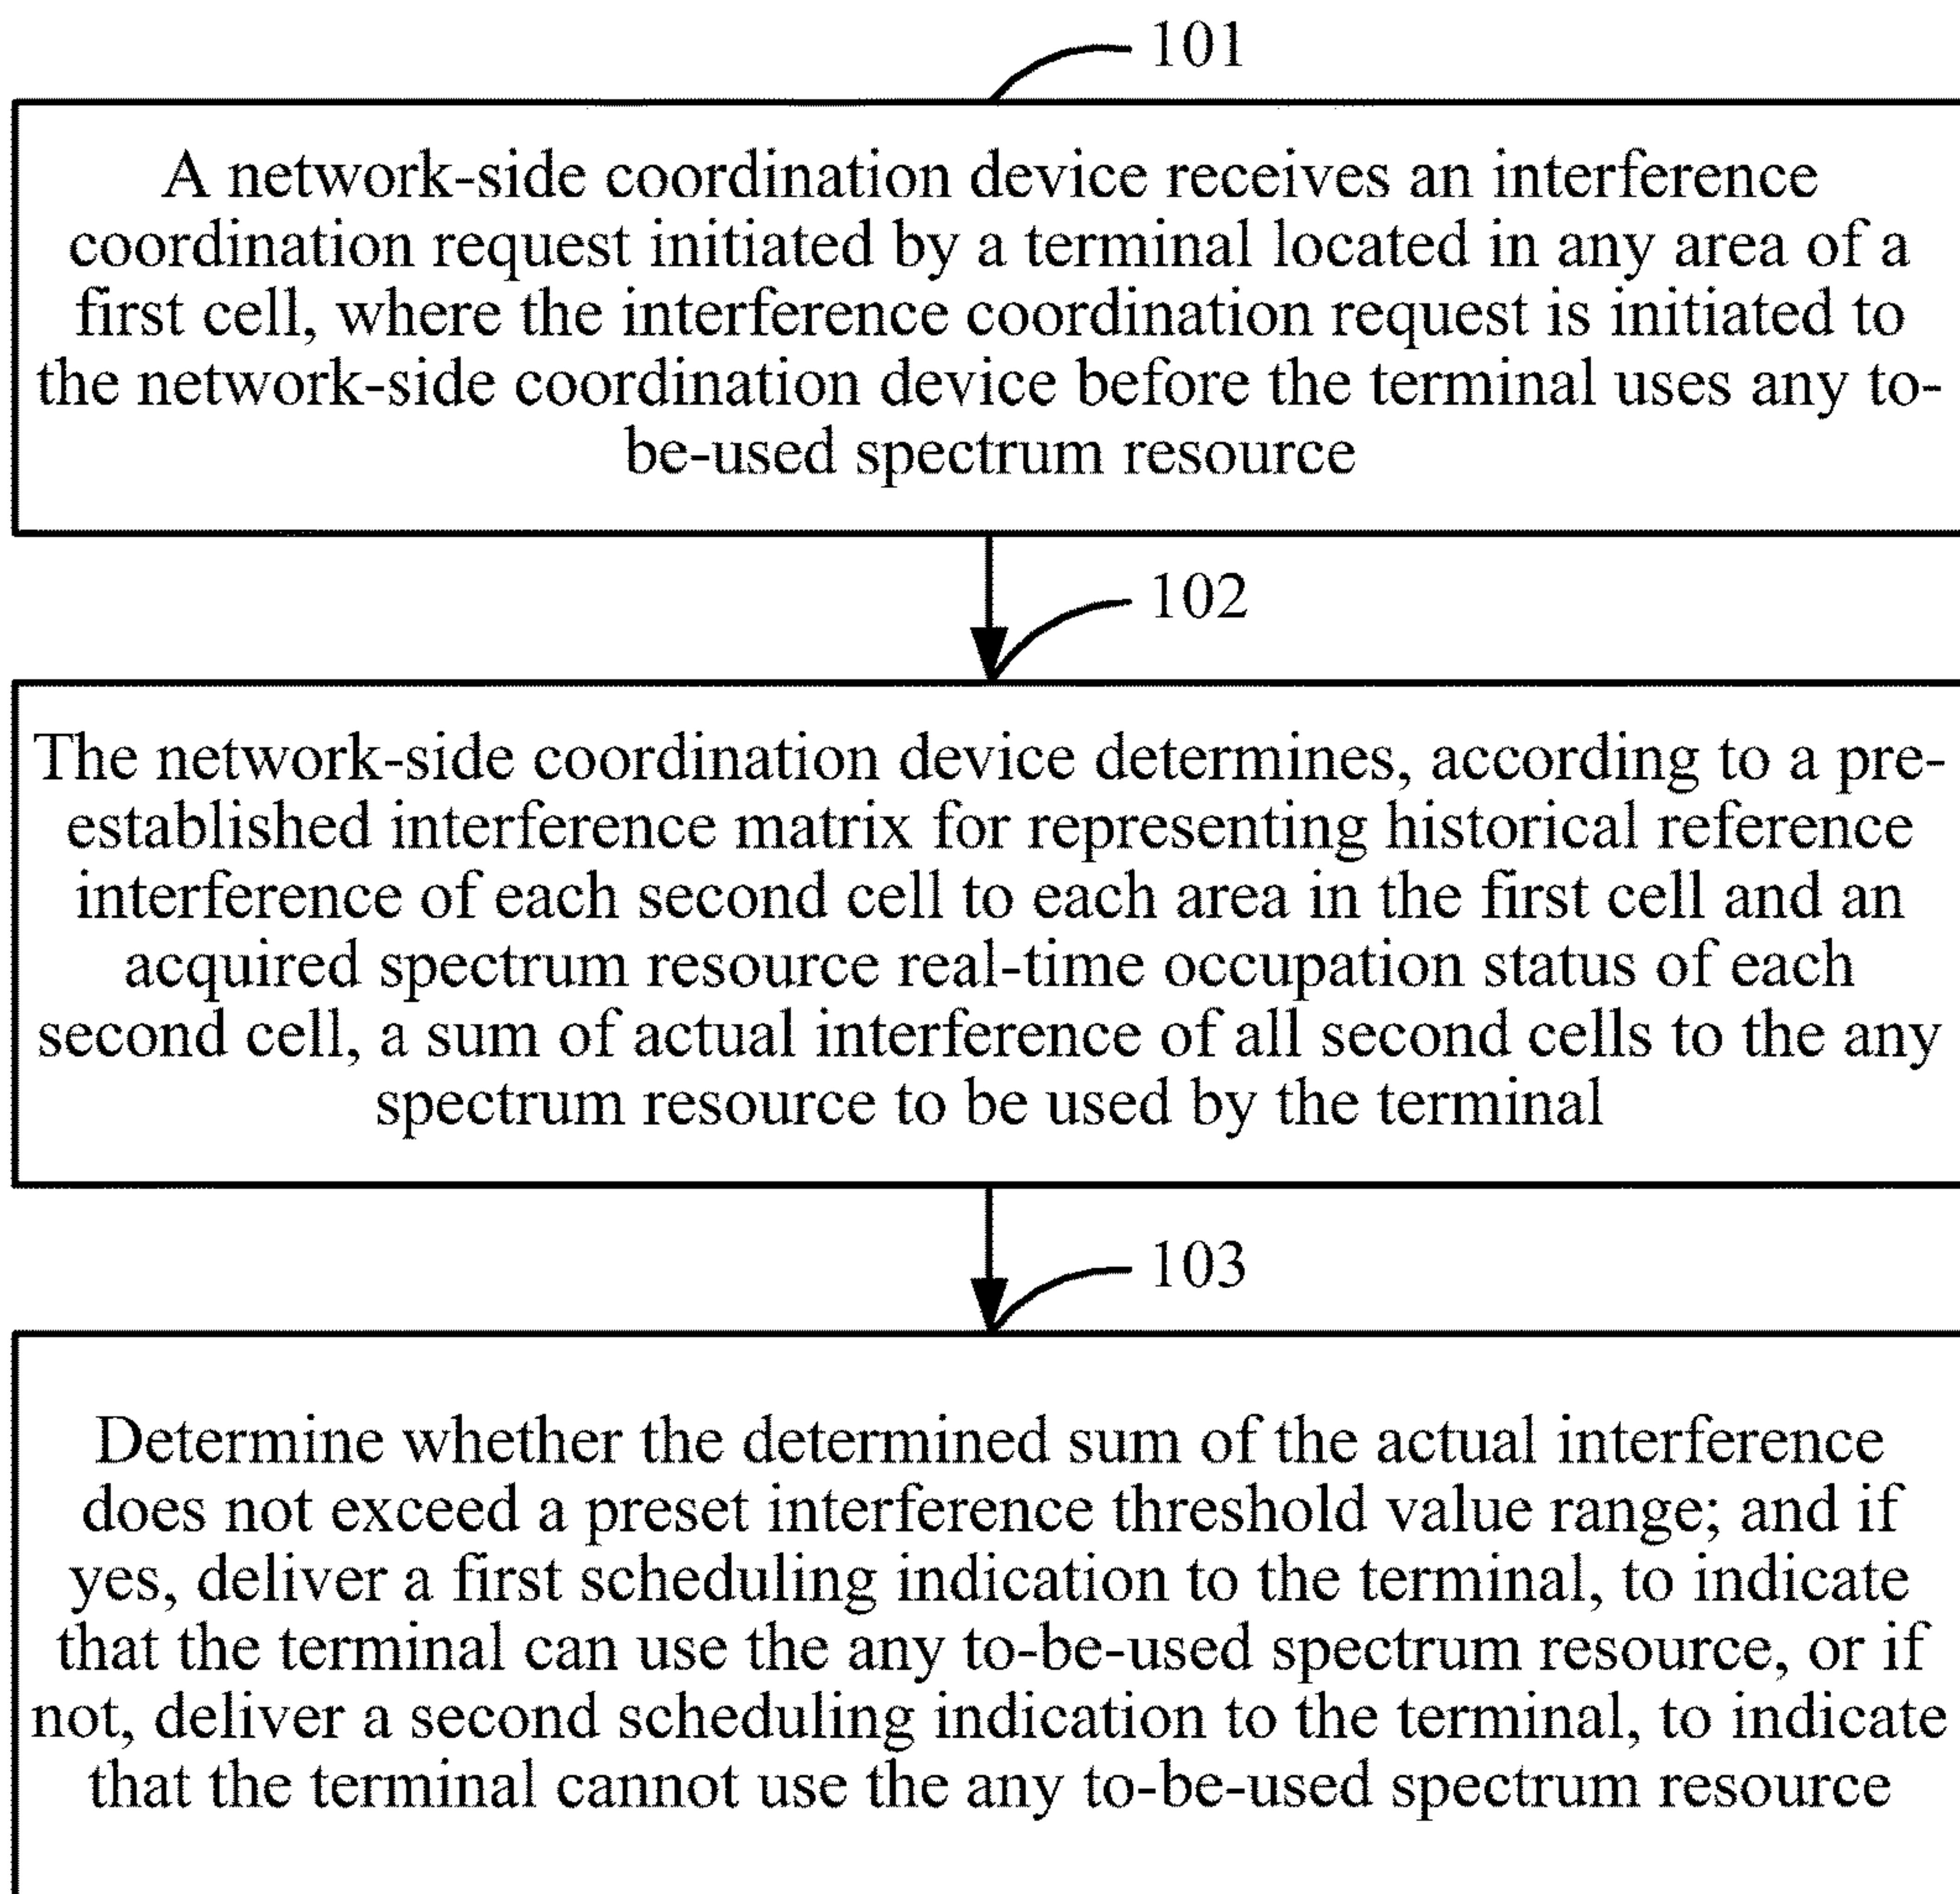 101
A network-side coordination device receives an interference
coordination request initiated by a terminal located in any area of a
first cell, where the interference coordination request is initiated to
the network-side coordination device before the terminal uses any to-
be-used spectrum resource
102
The network-side coordination device determines, according to a pre-
established interference matrix for representing historical reference
interference of each second cell to each area in the first cell and an
acquired spectrum resource real-time occupation status of each
second cell, a sum of actual interference of all second cells to the any
spectrum resource to be used by the terminal
103
Determine whether the determined sum of the actual interference
does not exceed a preset interference threshold value range; and if
yes, deliver a first scheduling indication to the terminal, to indicate
that the terminal can use the any to-be-used spectrum resource, or if
not, deliver a second scheduling indication to the terminal, to indicate
that the terminal cannot use the any to-be-used spectrum resource